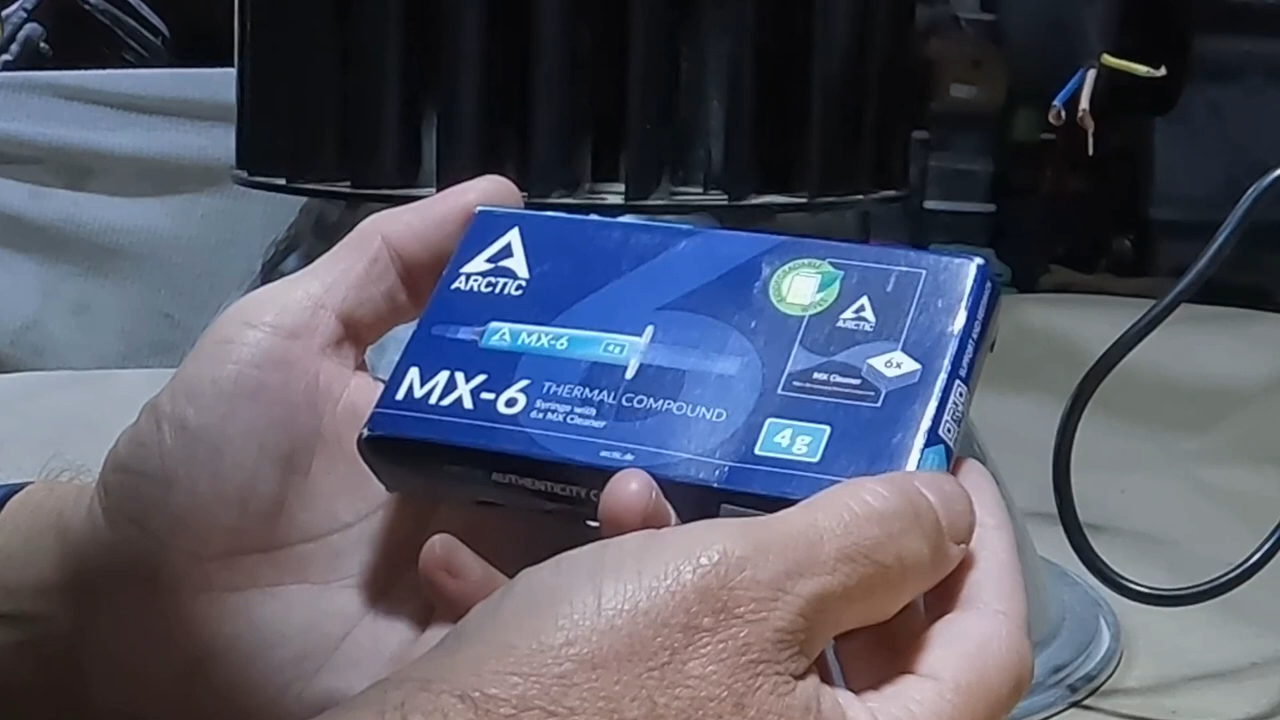 ARCTIC
MX-6
4g
MX-6
THERMAL COMPOUND
Syringe with
6x MX Cleaner
arctic.de
BIODEGRADABLE
ARCTIC
6X
MX Cleaner
4g
AUTHENTICITY C